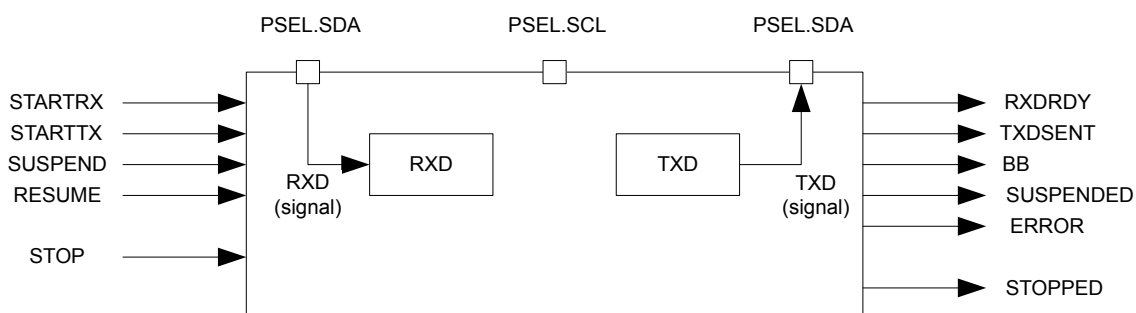 PSEL.SDA
PSEL.SCL
PSEL.SDA
STARTRX
STARTTX
SUSPEND
RESUME
STOP
RXD
(signal)
RXD
TXD
TXD
(signal)
RXDRDY
TXDSENT
BB
SUSPENDED
ERROR
STOPPED